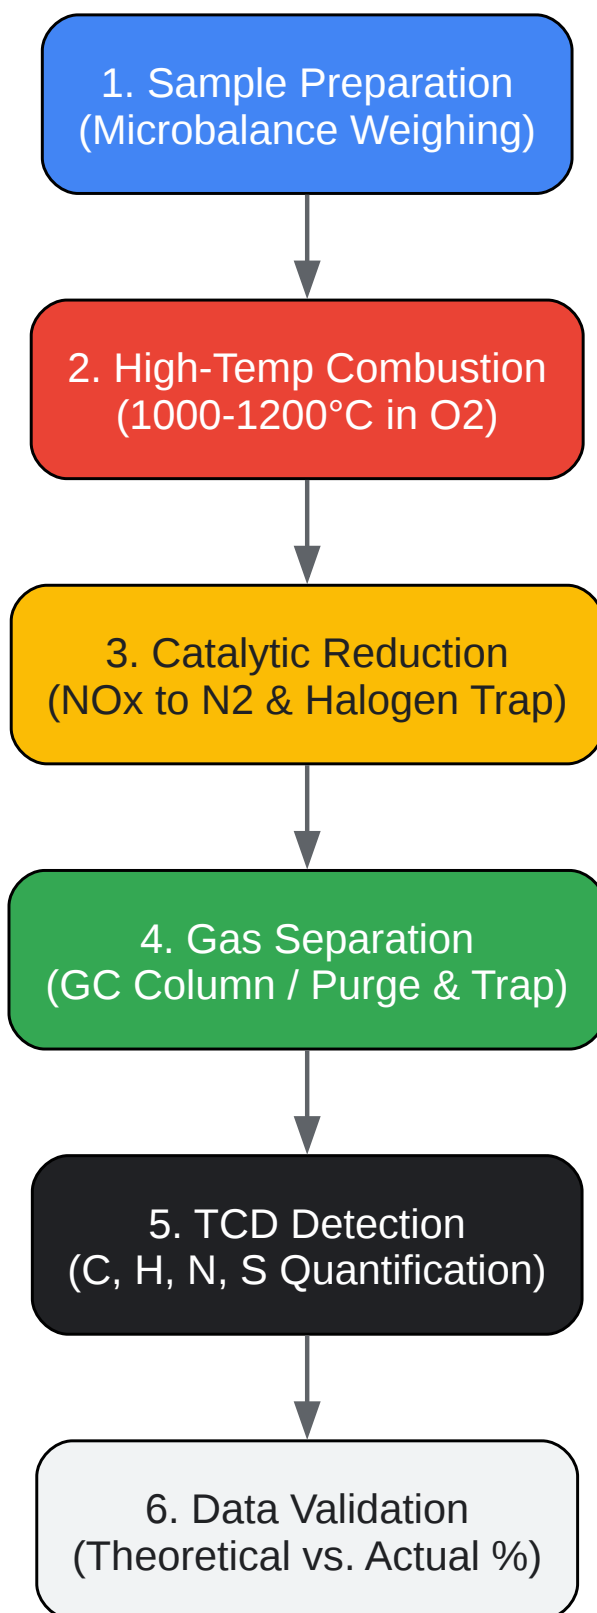 1. Sample Preparation
(Microbalance Weighing)
2. High-Temp Combustion
(1000-1200°C in O2)
3. Catalytic Reduction
(NOx to N2 & Halogen Trap)
4. Gas Separation
(GC Column / Purge & Trap)
5. TCD Detection
(C, H, N, S Quantification)
6. Data Validation
(Theoretical vs. Actual %)